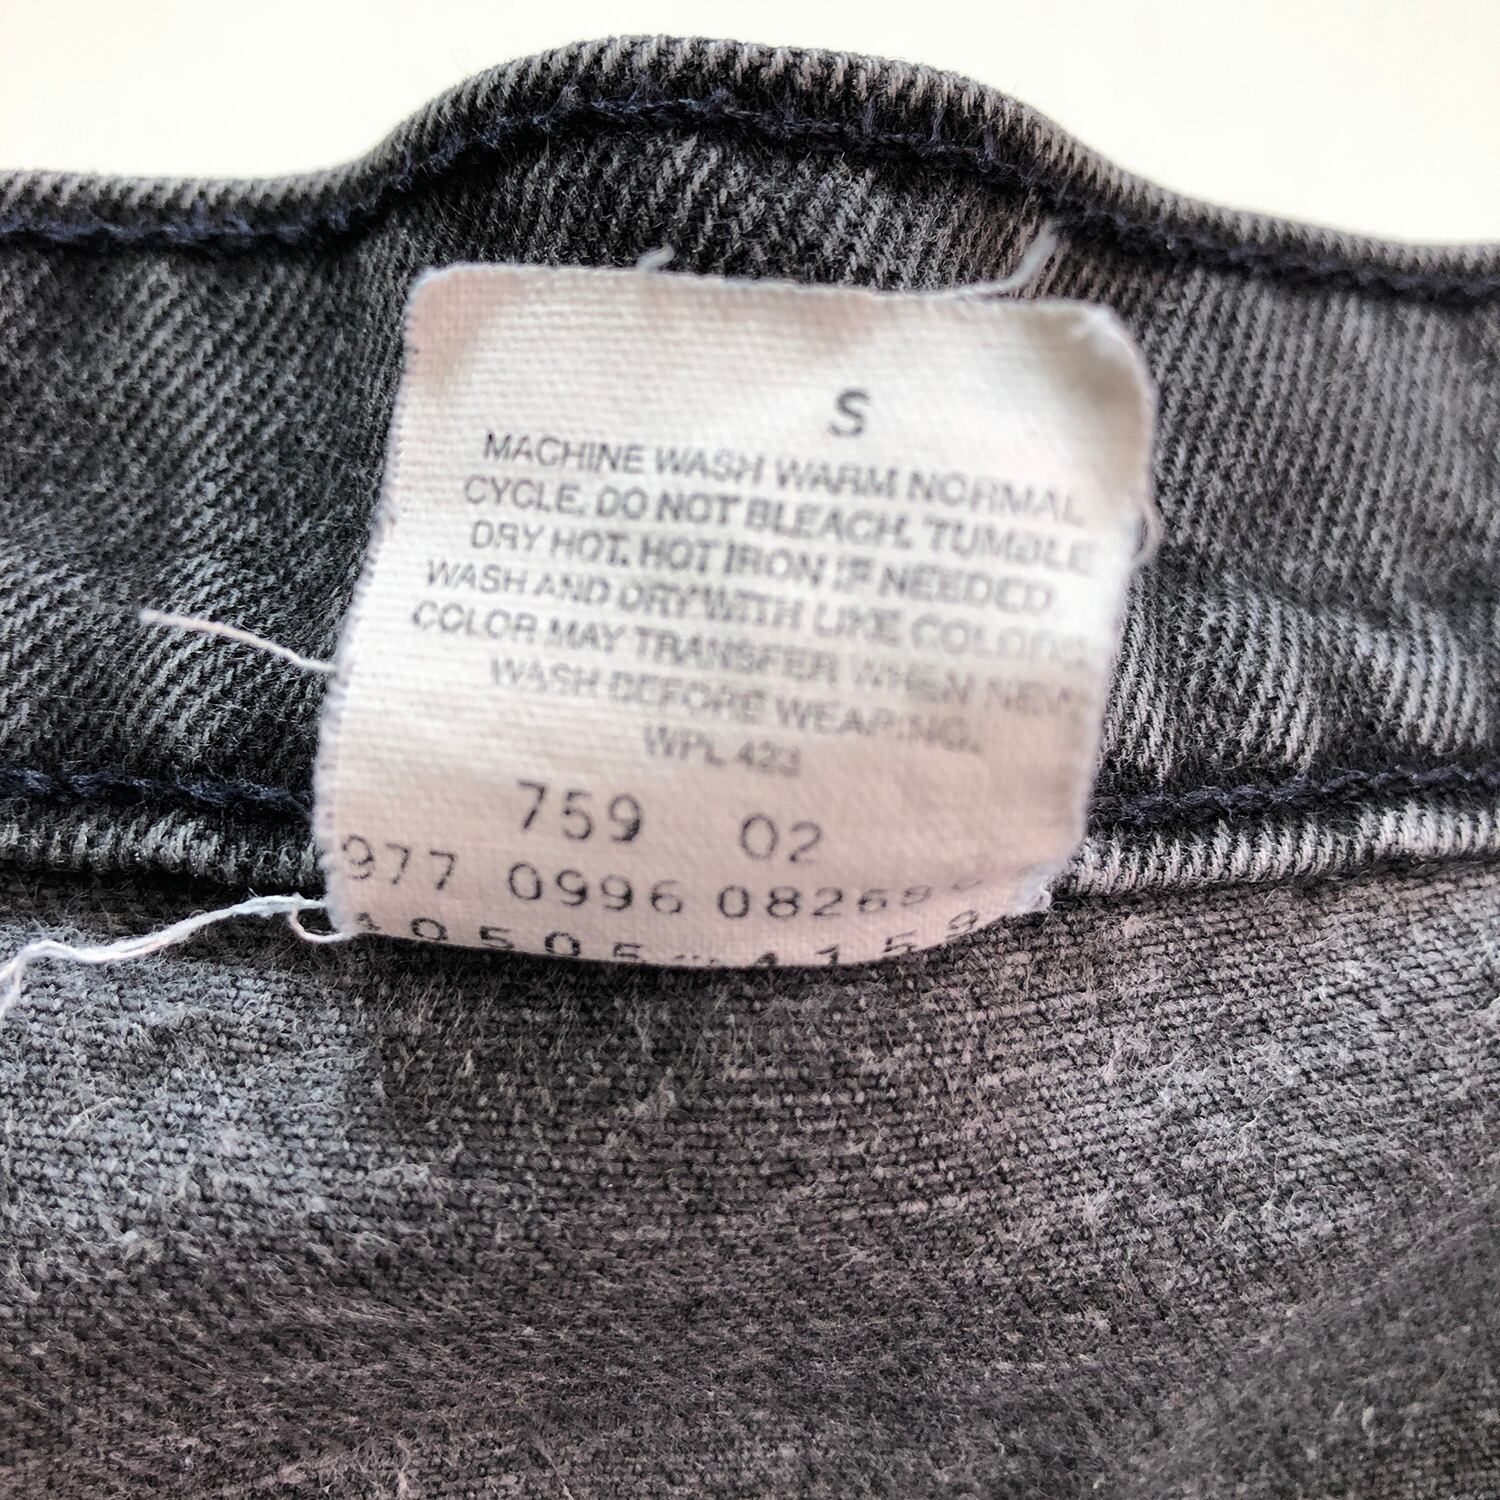 S
MACHINE WASH WARM NORMAL
CYCLE. DO NOT BLEACH. TUMBLE
DRY HOT. HOT IRON IF NEEDED.
WASH AND DRY WITH LIKE COLORS
COLOR MAY TRANSFER WHEN NEW
WASH BEFORE WEARING.
WPL 423
759 02
977 0996 08268